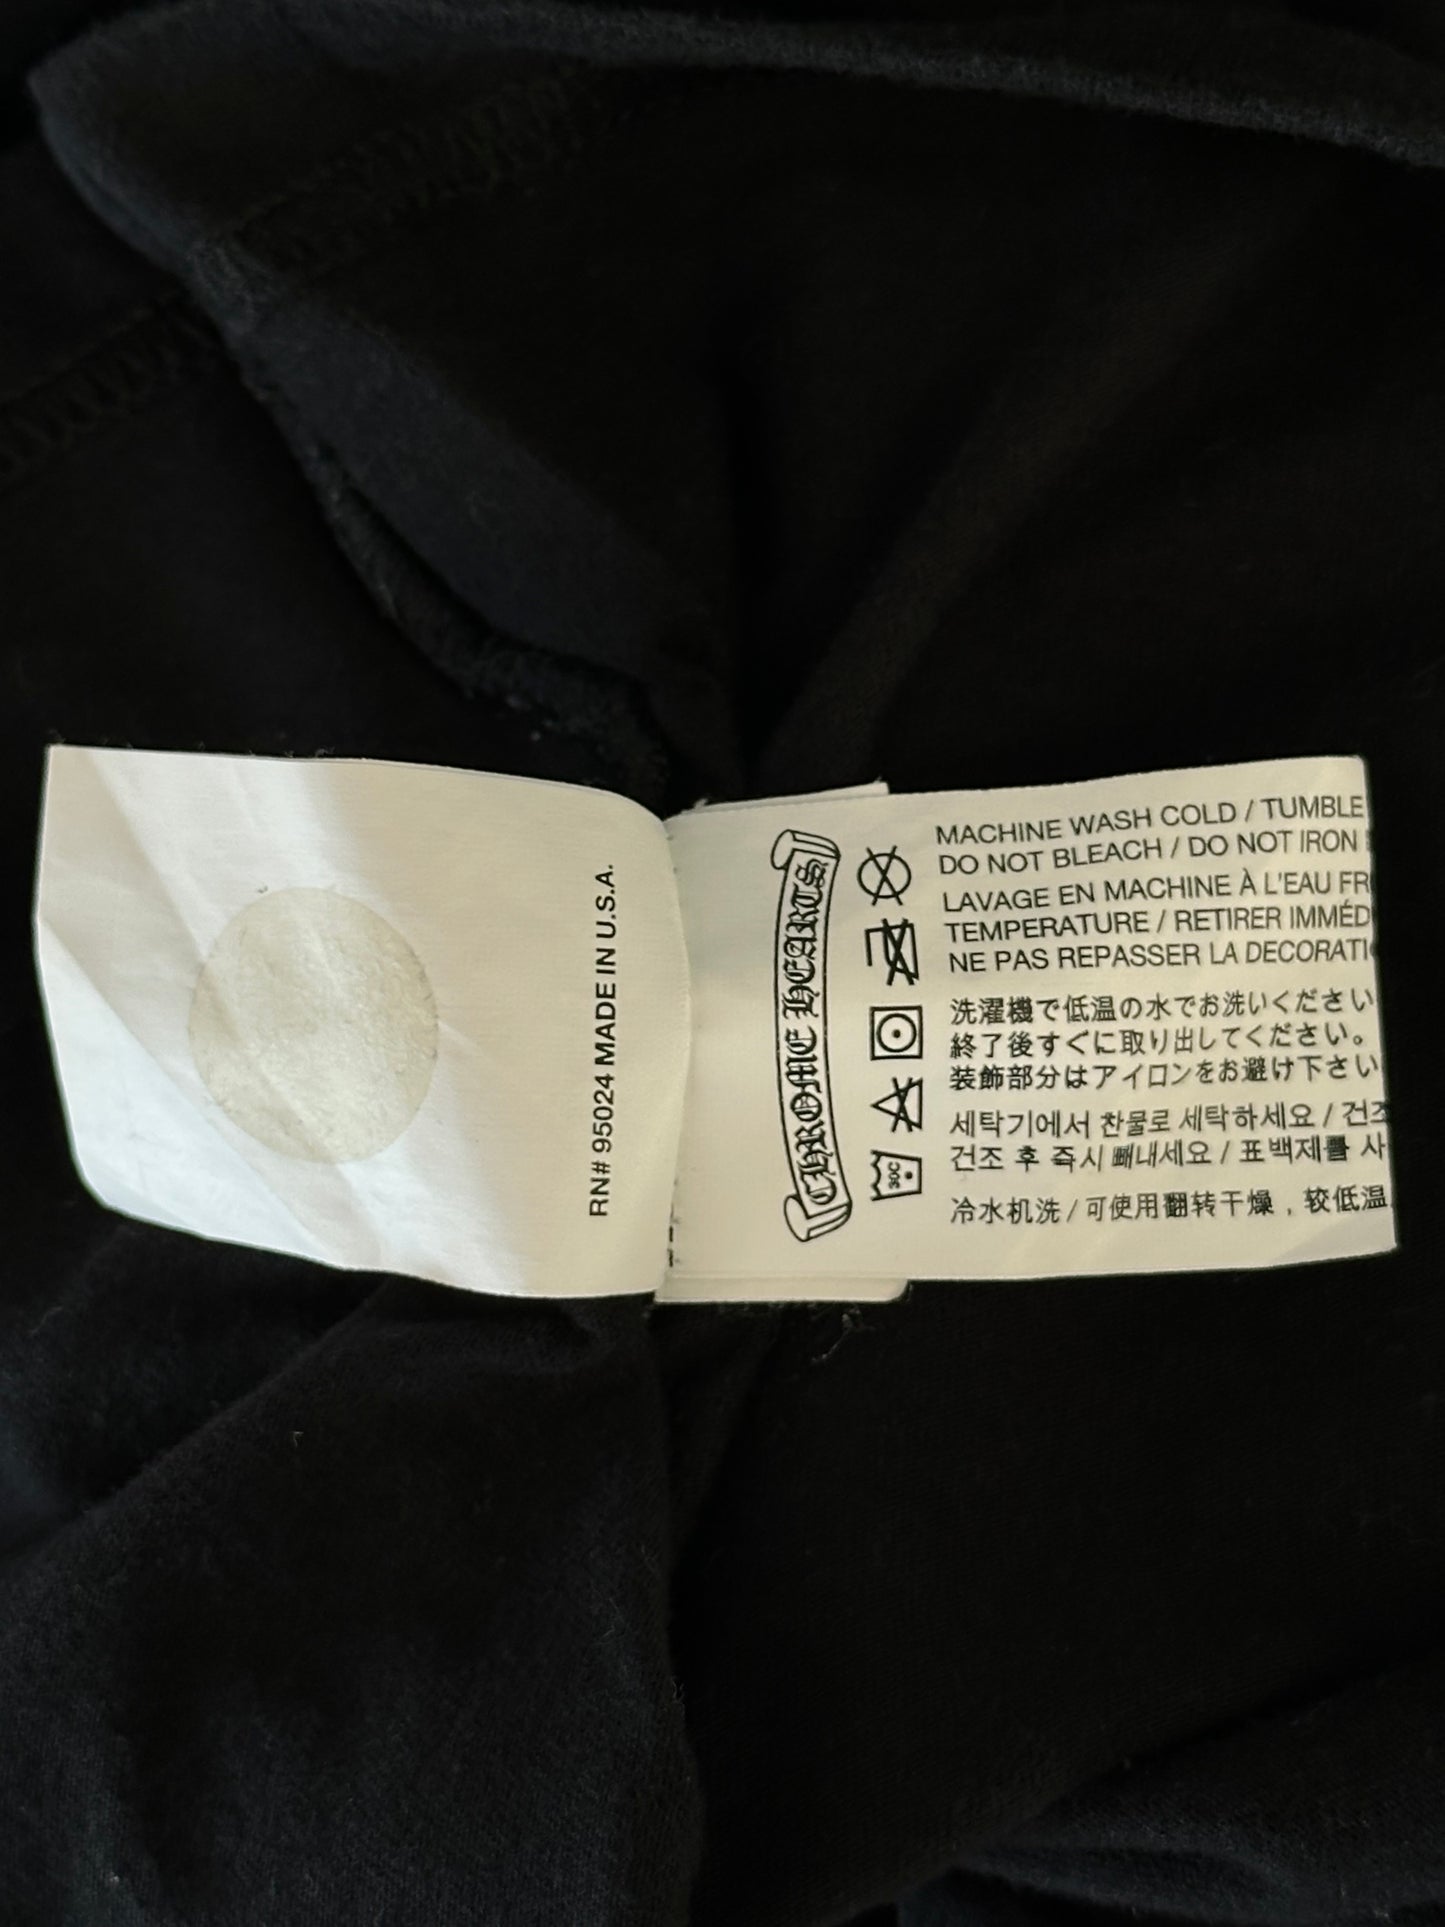 RN# 95024 MADE IN U.S.A.
CHROME HEARTS
30C
MACHINE WASH COLD / TUMBLE
DO NOT BLEACH / DO NOT IRON
LAVAGE EN MACHINE À L'EAU FR
TEMPERATURE / RETIRER IMMÉD
NE PAS REPASSER LA DECORATI
洗濯機で低温の水でお洗いください
終了後すぐに取り出してください。
装飾部分はアイロンをお避け下さい
세탁기에서 찬물로 세탁하세요 / 건조
건조 후 즉시 빼내세요 / 표백제를 사
冷水机洗 / 可使用翻转干燥，较低温